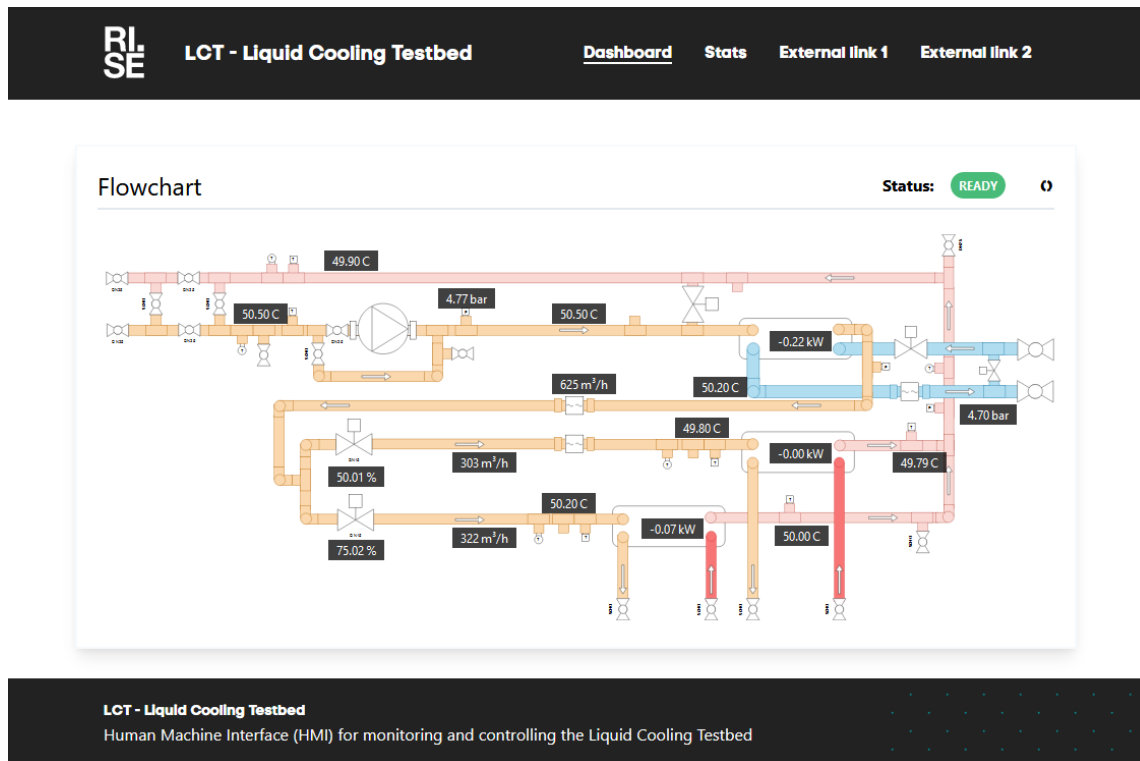 RI.
SE
LCT - Liquid Cooling Testbed
Dashboard
Stats
External link 1
External link 2
Flowchart
Status:
READY
49.90 C
50.50 C
4.77 bar
50.50 C
-0.22 kW
625 m³/h
50.20 C
4.70 bar
49.80 C
-0.00 kW
303 m³/h
49.79 C
50.01 %
50.20 C
-0.07 kW
322 m³/h
50.00 C
75.02 %
LCT - Liquid Cooling Testbed
Human Machine Interface (HMI) for monitoring and controlling the Liquid Cooling Testbed